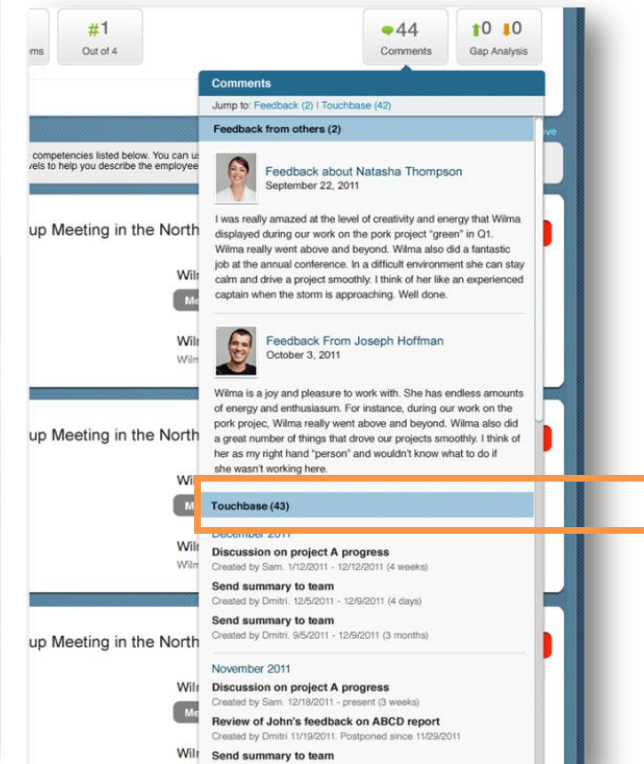 #1
Out of 4
44
Comments
0 0
Gap Analysis
Comments
Jump to: Feedback (2) | Touchbase (42)
Feedback from others (2)
competencies listed below. You can
to help you describe the employee
Feedback about Natasha Thompson
September 22, 2011
I was really amazed at the level of creativity and energy that Wilma
displayed during our work on the pork project "green" in Q1.
Wilma really went above and beyond. Wilma also did a fantastic
job at the annual conference. In a difficult environment she can stay
calm and drive a project smoothly. I think of her like an experienced
captain when the storm is approaching. Well done.
up Meeting in the North
Feedback From Joseph Hoffman
October 3, 2011
Wilma is a joy and pleasure to work with. She has endless amounts
of energy and enthusiasum. For instance, during our work on the
pork projec, Wilma really went above and beyond. Wilma also did
a great number of things that drove our projects smoothly. I think of
her as my right hand "person" and wouldn't know what to do if
she wasn't working here.
up Meeting in the North
Touchbase (43)
December 2011
Discussion on project A progress
Created by Sam. 1/12/2011 - 12/12/2011 (4 weeks)
Send summary to team
Created by Dmitri. 12/5/2011 - 12/9/2011 (4 days)
Send summary to team
Created by Dmitri. 9/5/2011 - 12/9/2011 (3 months)
up Meeting in the North
November 2011
Discussion on project A progress
Created by Sam. 12/18/2011 - present (3 weeks)
Review of John's feedback on ABCD report
Created by Dmitri 11/19/2011. Postponed since 11/29/2011
Send summary to team